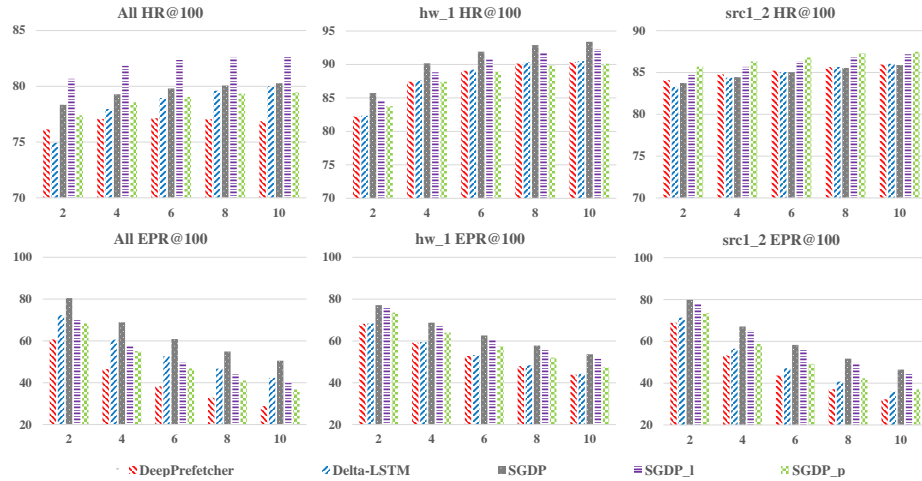 All HR@100 hw_1 HR@100 src1_2 HR@100
85 95 90
90
80 85
85
80
75 80
75
75
70 70 70
2 4 6 8 10 2 4 6 8 10 2 4 6 8 10
All EPR@100 hw_1 EPR@100 src1_2 EPR@100
100 100 100
80 80 80
60 60 60
40 40 40
20 20 20
2 4 6 8 10 2 4 6 8 10 2 4 6 8 10
DeepPrefetcher Delta-LSTM SGDP SGDP_l SGDP_p